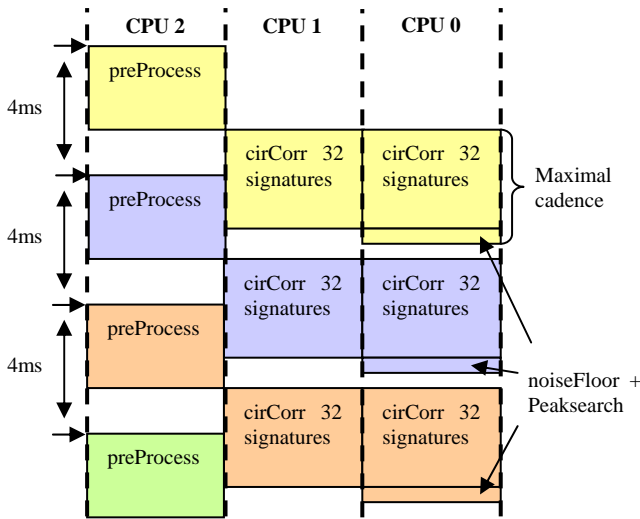 CPU 2 CPU 1 CPU 0
preProcess
4ms
cirCorr 32
signatures
cirCorr 32
signatures
Maximal
cadence
preProcess
4ms
cirCorr 32
signatures
cirCorr 32
signatures
preProcess
4ms
noiseFloor +
Peaksearch
cirCorr 32
signatures
cirCorr 32
signatures
preProcess